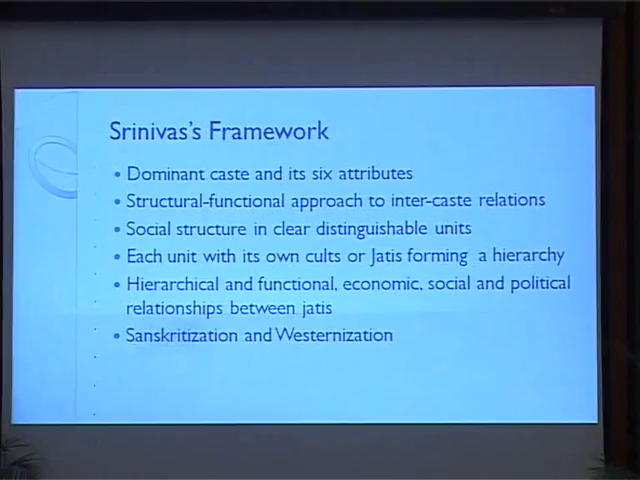 Srinivas's Framework
• Dominant caste and its six attributes
• Structural-functional approach to inter-caste relations
• Social structure in clear distinguishable units
• Each unit with its own cults or Jatis forming a hierarchy
• Hierarchical and functional, economic, social and political
relationships between jatis
• Sanskritization and Westernization